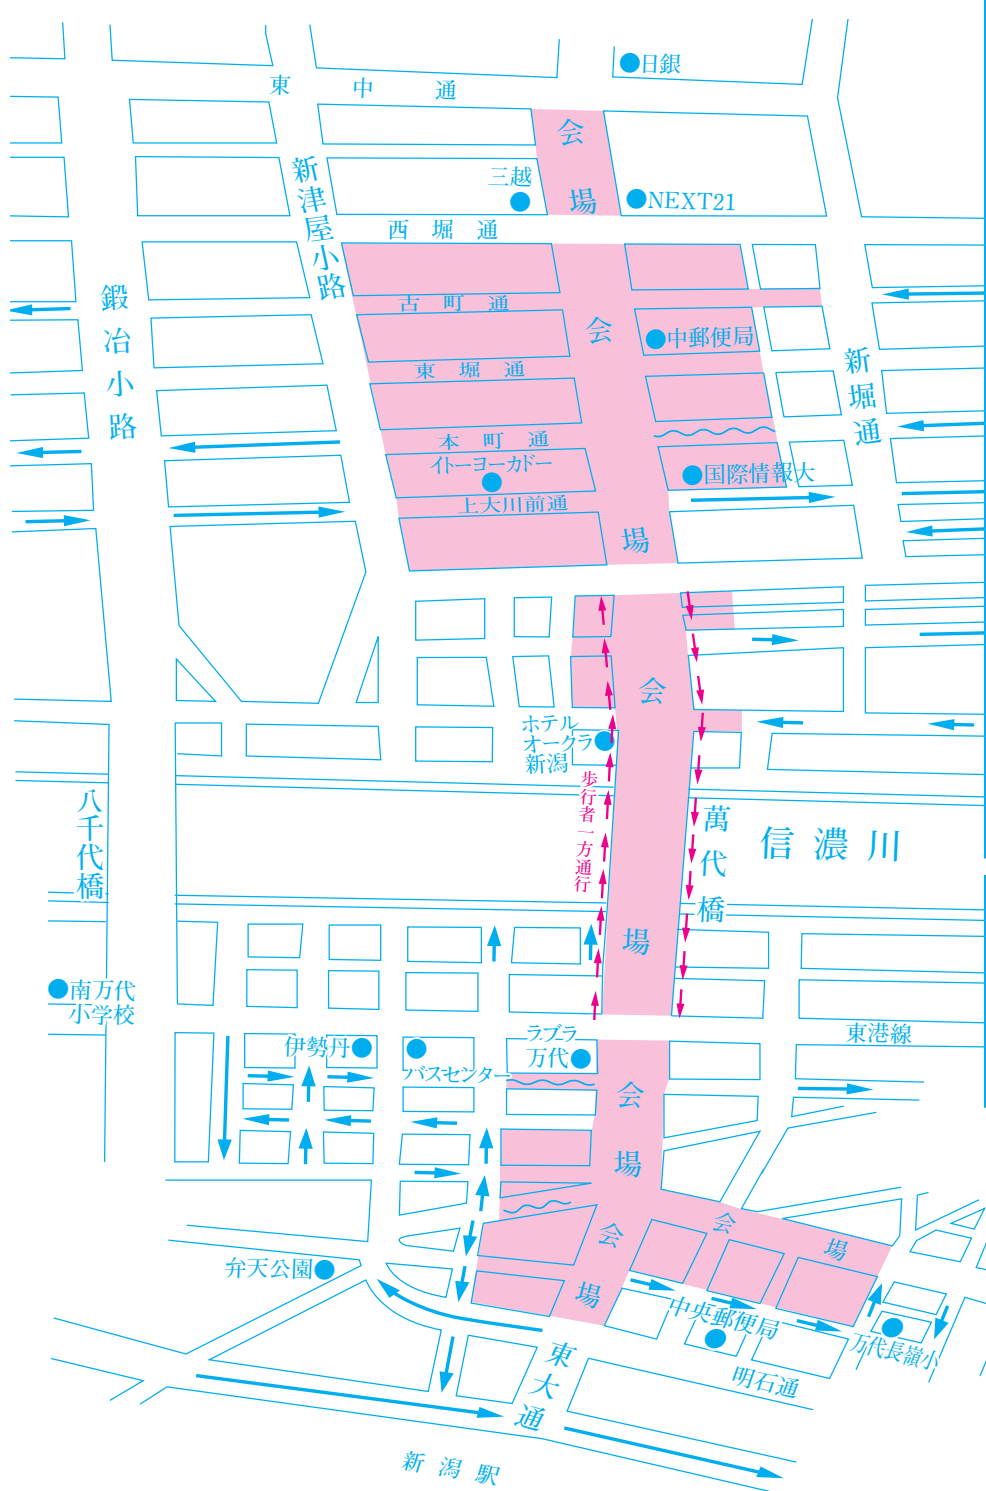 日銀
東中通
会場
三越
NEXT21
新津屋小路
西堀通
鍛冶小路
古町通
会場
中郵便局
新堀通
東堀通
本町通
イトーヨーカドー
国際情報大
上大川前通
会場
ホテル
オークラ
新潟
歩行者一方通行
八千代橋
萬代橋
信濃川
南万代
小学校
東港線
伊勢丹
バスセンター
ラブラ
万代
会場
会場
会場
弁天公園
中央郵便局
万代長嶺小
明石通
東大通
新潟駅